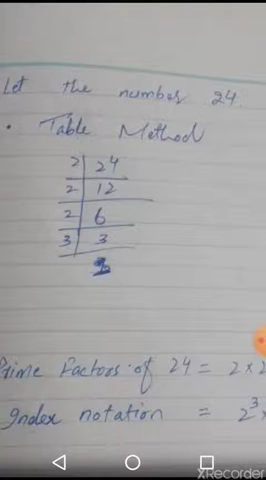 Let the number 24.
• Table Method
2 | 24
2 | 12
2 | 6
3 | 3
1
Prime Factors of 24 = 2 × 2
Index notation = 2³ ×
XRecorder